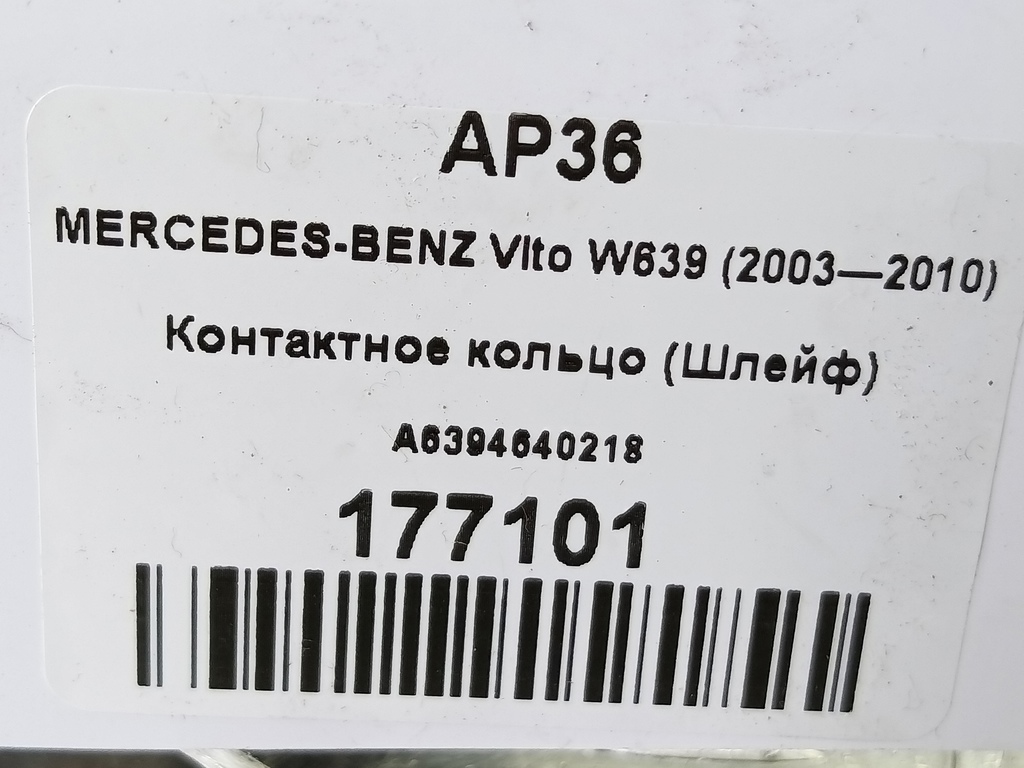 AP36
MERCEDES-BENZ VIto W639 (2003—2010)
Контактное кольцо (Шлейф)
A6394640218
177101